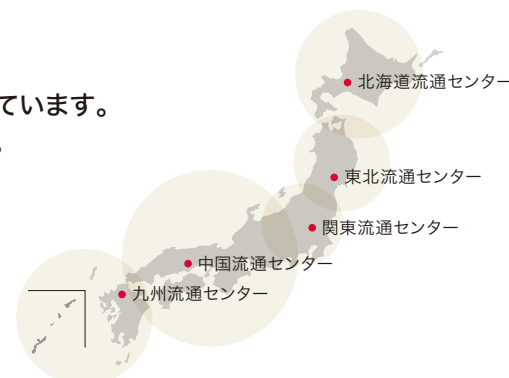 ています。
北海道流通センター
東北流通センター
関東流通センター
中国流通センター
九州流通センター